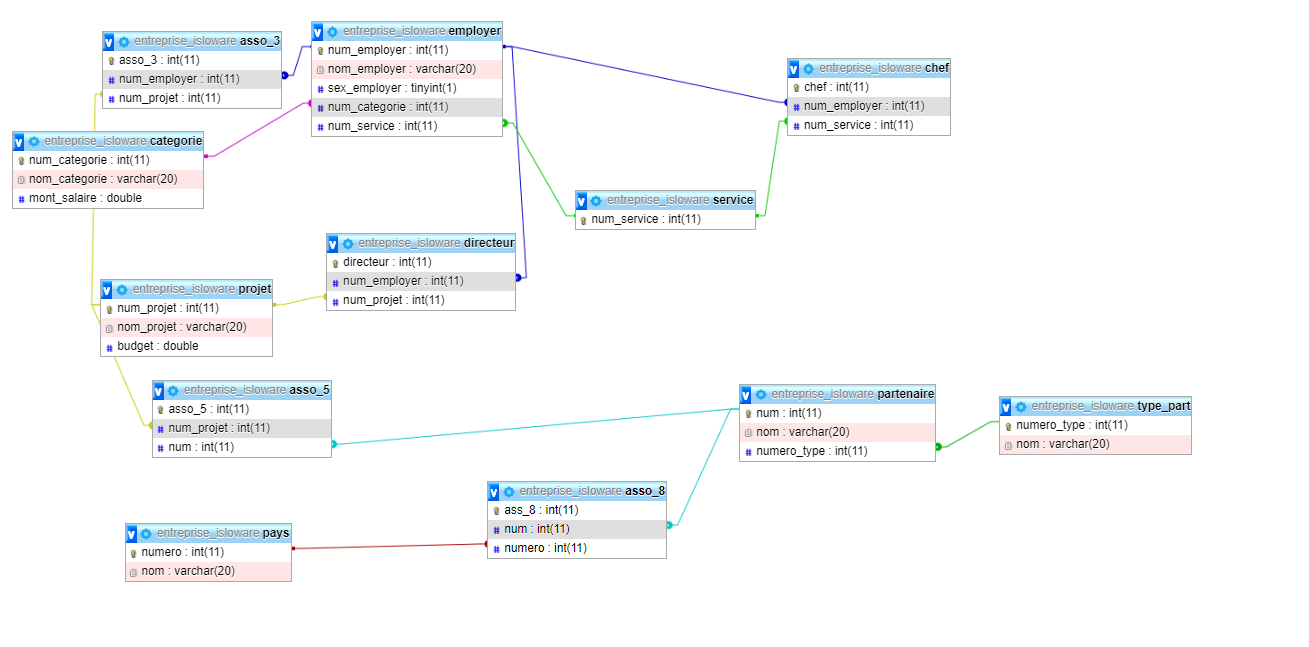 v entreprise_isloware asso_3
asso_3 : int(11)
num_employer : int(11)
num_projet : int(11)
v entreprise_isloware employer
num_employer : int(11)
nom_employer : varchar(20)
sex_employer : tinyint(1)
num_categorie : int(11)
num_service : int(11)
v entreprise_isloware chef
chef : int(11)
num_employer : int(11)
num_service : int(11)
v entreprise_isloware categorie
num_categorie : int(11)
nom_categorie : varchar(20)
mont_salaire : double
v entreprise_isloware service
num_service : int(11)
v entreprise_isloware directeur
directeur : int(11)
num_employer : int(11)
num_projet : int(11)
v entreprise_isloware projet
num_projet : int(11)
nom_projet : varchar(20)
budget : double
v entreprise_isloware asso_5
asso_5 : int(11)
num_projet : int(11)
num : int(11)
v entreprise_isloware partenaire
num : int(11)
nom : varchar(20)
numero_type : int(11)
v entreprise_isloware type_part
numero_type : int(11)
nom : varchar(20)
v entreprise_isloware asso_8
ass_8 : int(11)
num : int(11)
numero : int(11)
v entreprise_isloware pays
numero : int(11)
nom : varchar(20)